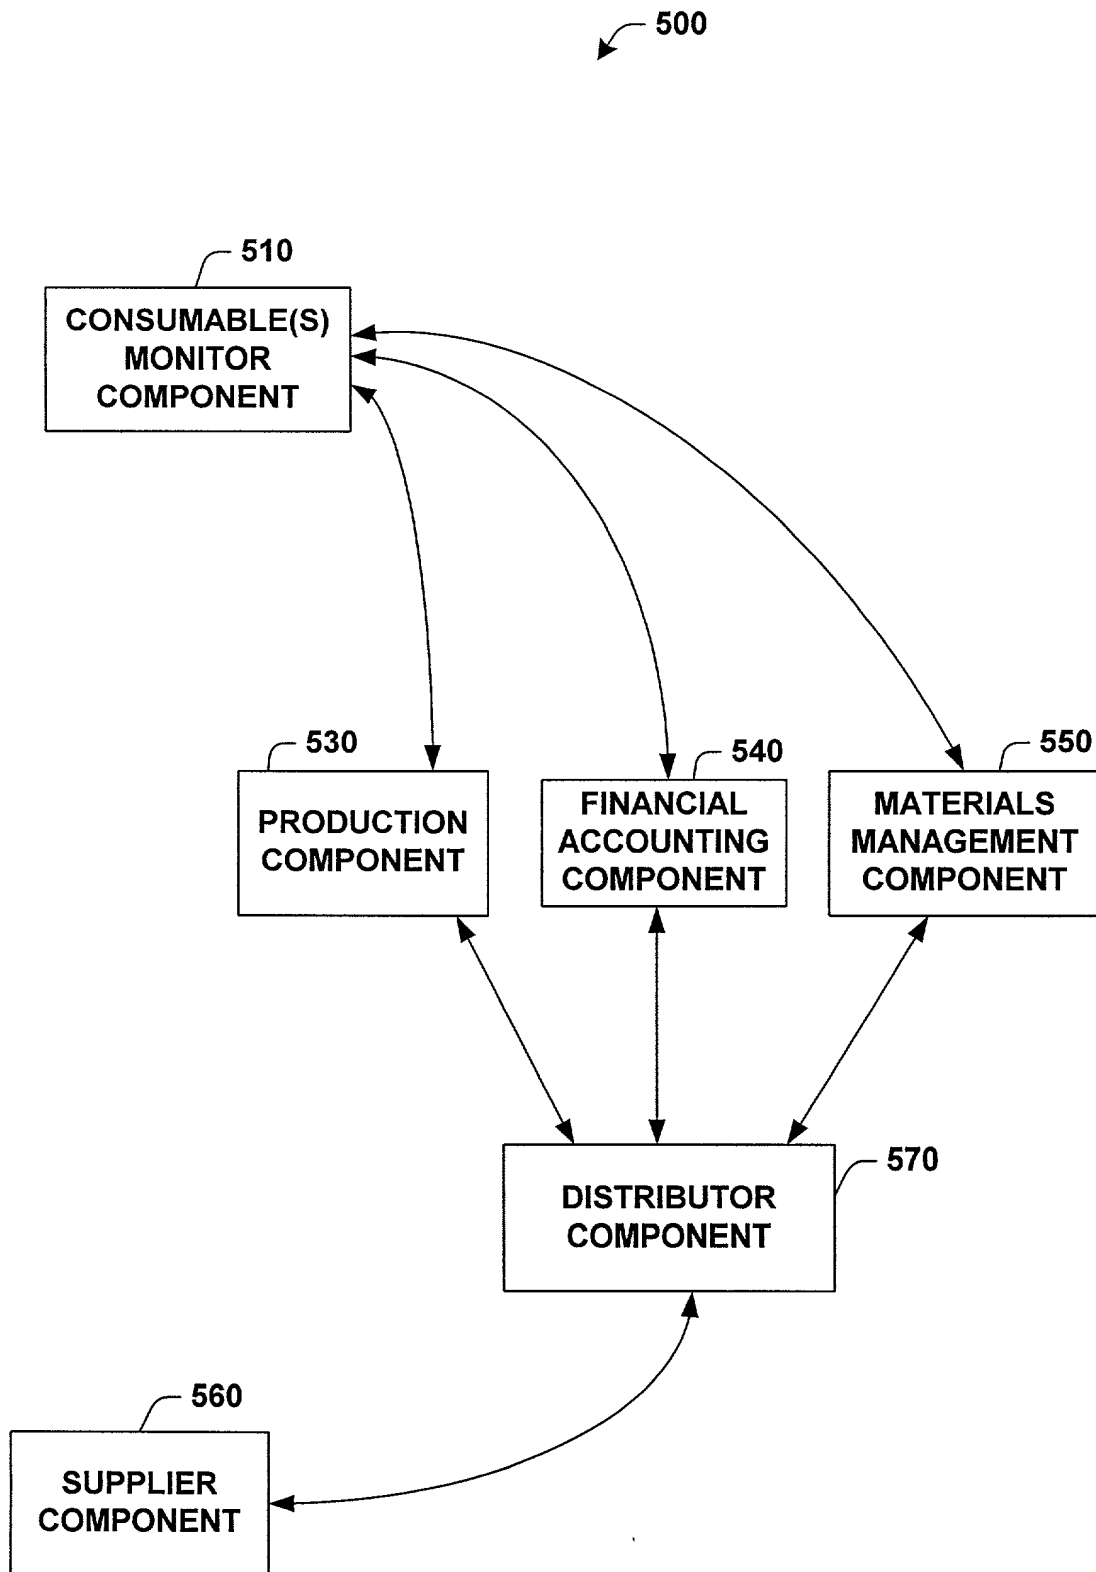 500
510
CONSUMABLE(S)
MONITOR
COMPONENT
530
PRODUCTION
COMPONENT
540
FINANCIAL
ACCOUNTING
COMPONENT
550
MATERIALS
MANAGEMENT
COMPONENT
570
DISTRIBUTOR
COMPONENT
560
SUPPLIER
COMPONENT